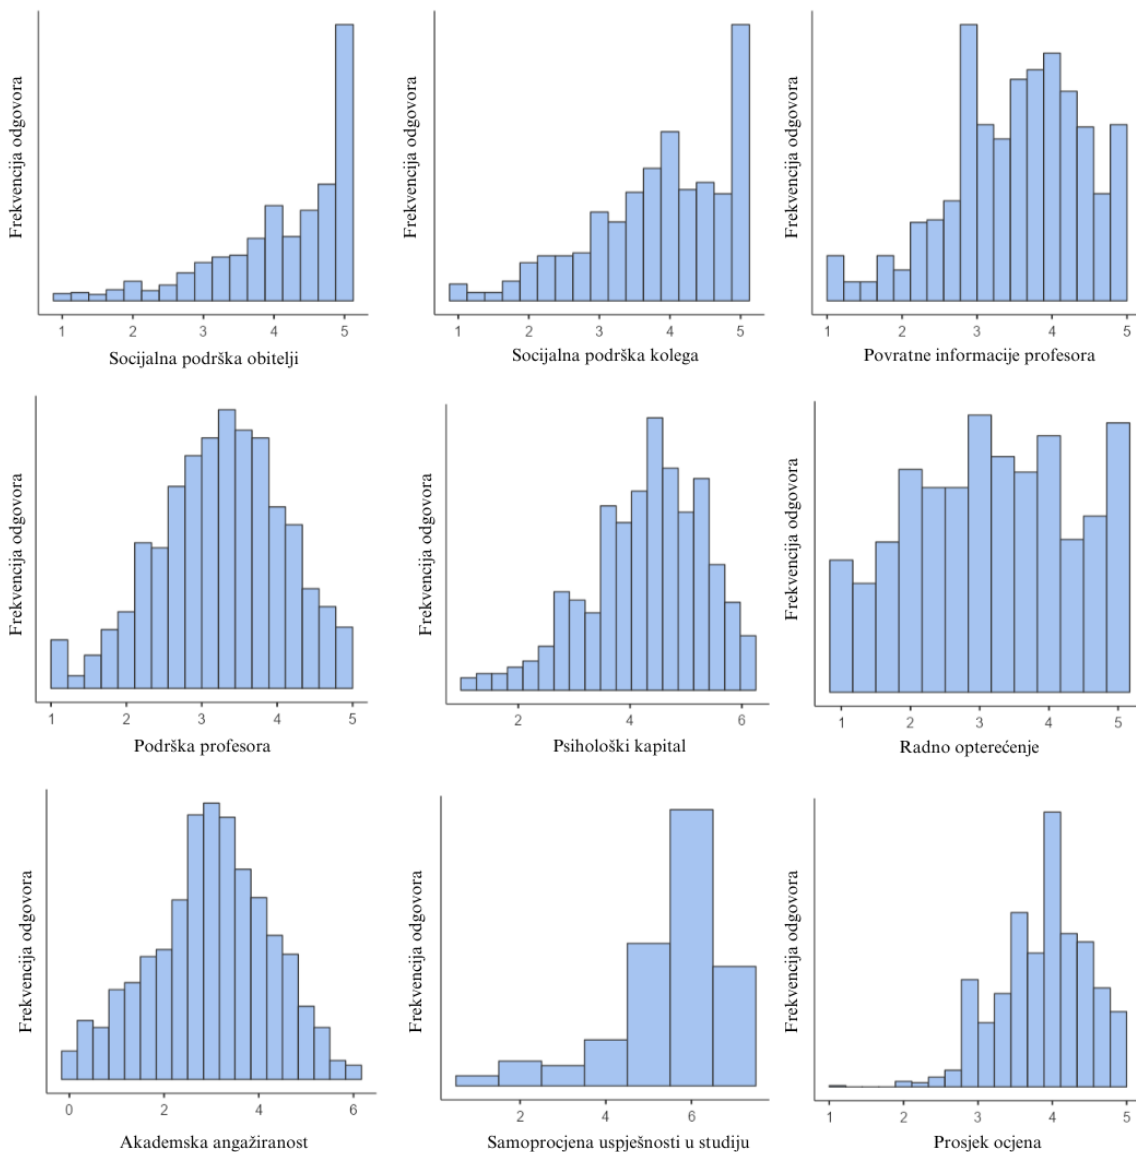 Frekvencija odgovora
1 2 3 4 5
Socijalna podrška obitelji
Frekvencija odgovora
1 2 3 4 5
Socijalna podrška kolega
Frekvencija odgovora
1 2 3 4 5
Povratne informacije profesora
Frekvencija odgovora
1 2 3 4 5
Podrška profesora
Frekvencija odgovora
2 4 6
Psihološki kapital
Frekvencija odgovora
1 2 3 4 5
Radno opterećenje
Frekvencija odgovora
0 2 4 6
Akademska angažiranost
Frekvencija odgovora
2 4 6
Samoprocjena uspješnosti u studiju
Frekvencija odgovora
1 2 3 4 5
Prosjek ocjena